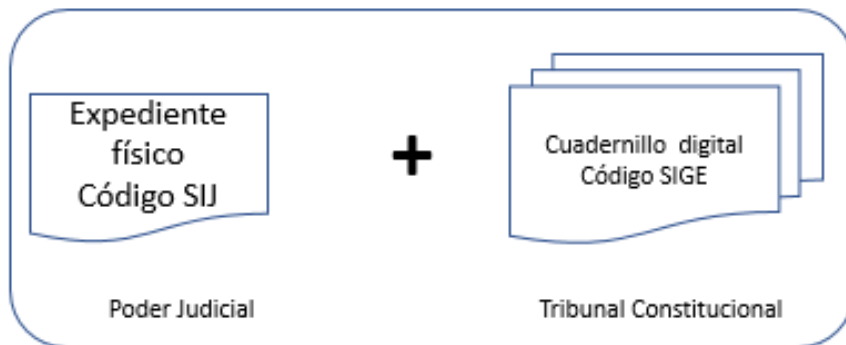 Expediente
físico
Código SIJ
+
Cuadernillo digital
Código SIGE
Poder Judicial
Tribunal Constitucional